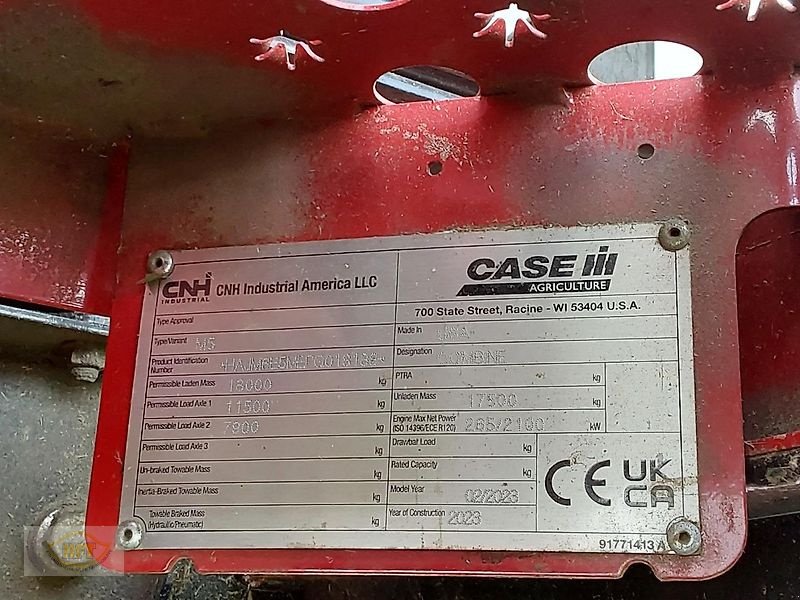 CNH INDUSTRIAL CNH Industrial America LLC
CASE IH
AGRICULTURE
700 State Street, Racine - WI 53404 U.S.A.
Type Approval
Made In USA
Type/Variant M5
Designation COMBINE
Product Identification Number
PTRA kg
Permissible Laden Mass 18000 kg
Unladen Mass 17500 kg
Permissible Load Axle 1 11500 kg
Engine Max Net Power (ISO 14396/ECE R120) 265/2100 kW
Permissible Load Axle 2 7900 kg
Drawbat Load kg
Permissible Load Axle 3 kg
Rated Capacity kg
Un-braked Towable Mass kg
Model Year 02/2023
Inertia-Braked Towable Mass kg
Year of Construction 2023
Towable Braked Mass (Hydraulic/Pneumatic) kg
CE UK CA
91771413 A